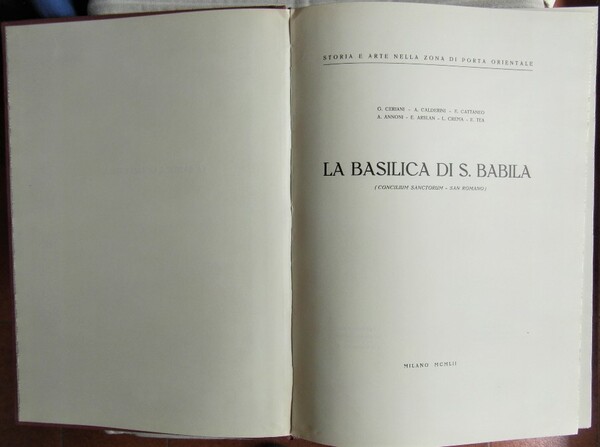 STORIA E ARTE NELLA ZONA DI PORTA ORIENTALE
O. CERIANI - A. CALDERINI - E. CATTANEO
A. ANNONI - E. ARSLAN - L. CREMA - E. TEA
LA BASILICA DI S. BABILA
(CONCILIUM SANCTORUM - SAN ROMANO)
MILANO MCMLII